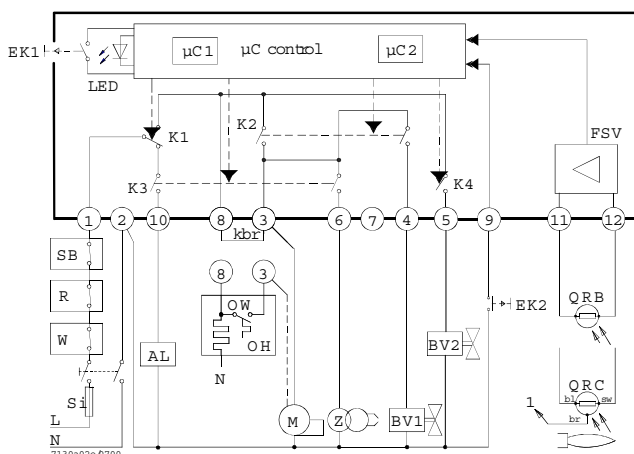 EK1
LED
µC1
µC control
µC2
K1
K2
K3
K4
FSV
1 2 10 8 3 6 7 4 5 9 11 12
kbr
SB
R
W
Si
L
N
AL
8 3
OW
OH
N
M
Z
BV1
BV2
EK2
QRB
QRC
bl sw
br
1